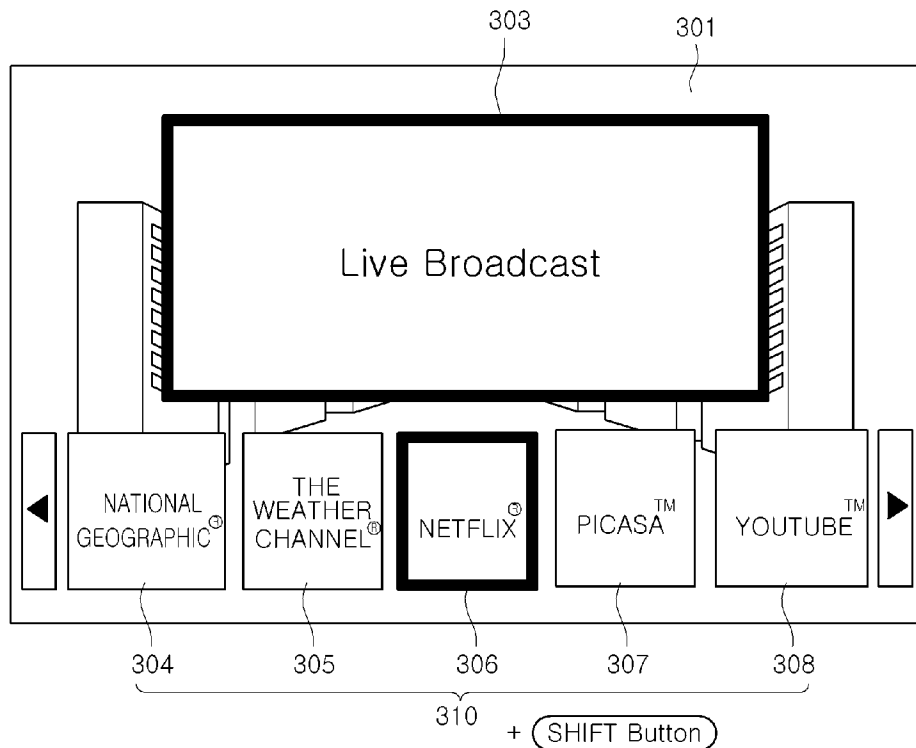 303
301
Live Broadcast
NATIONAL
GEOGRAPHIC®
THE
WEATHER
CHANNEL®
NETFLIX®
PICASA™
YOUTUBE™
304
305
306
307
308
310
+ SHIFT Button